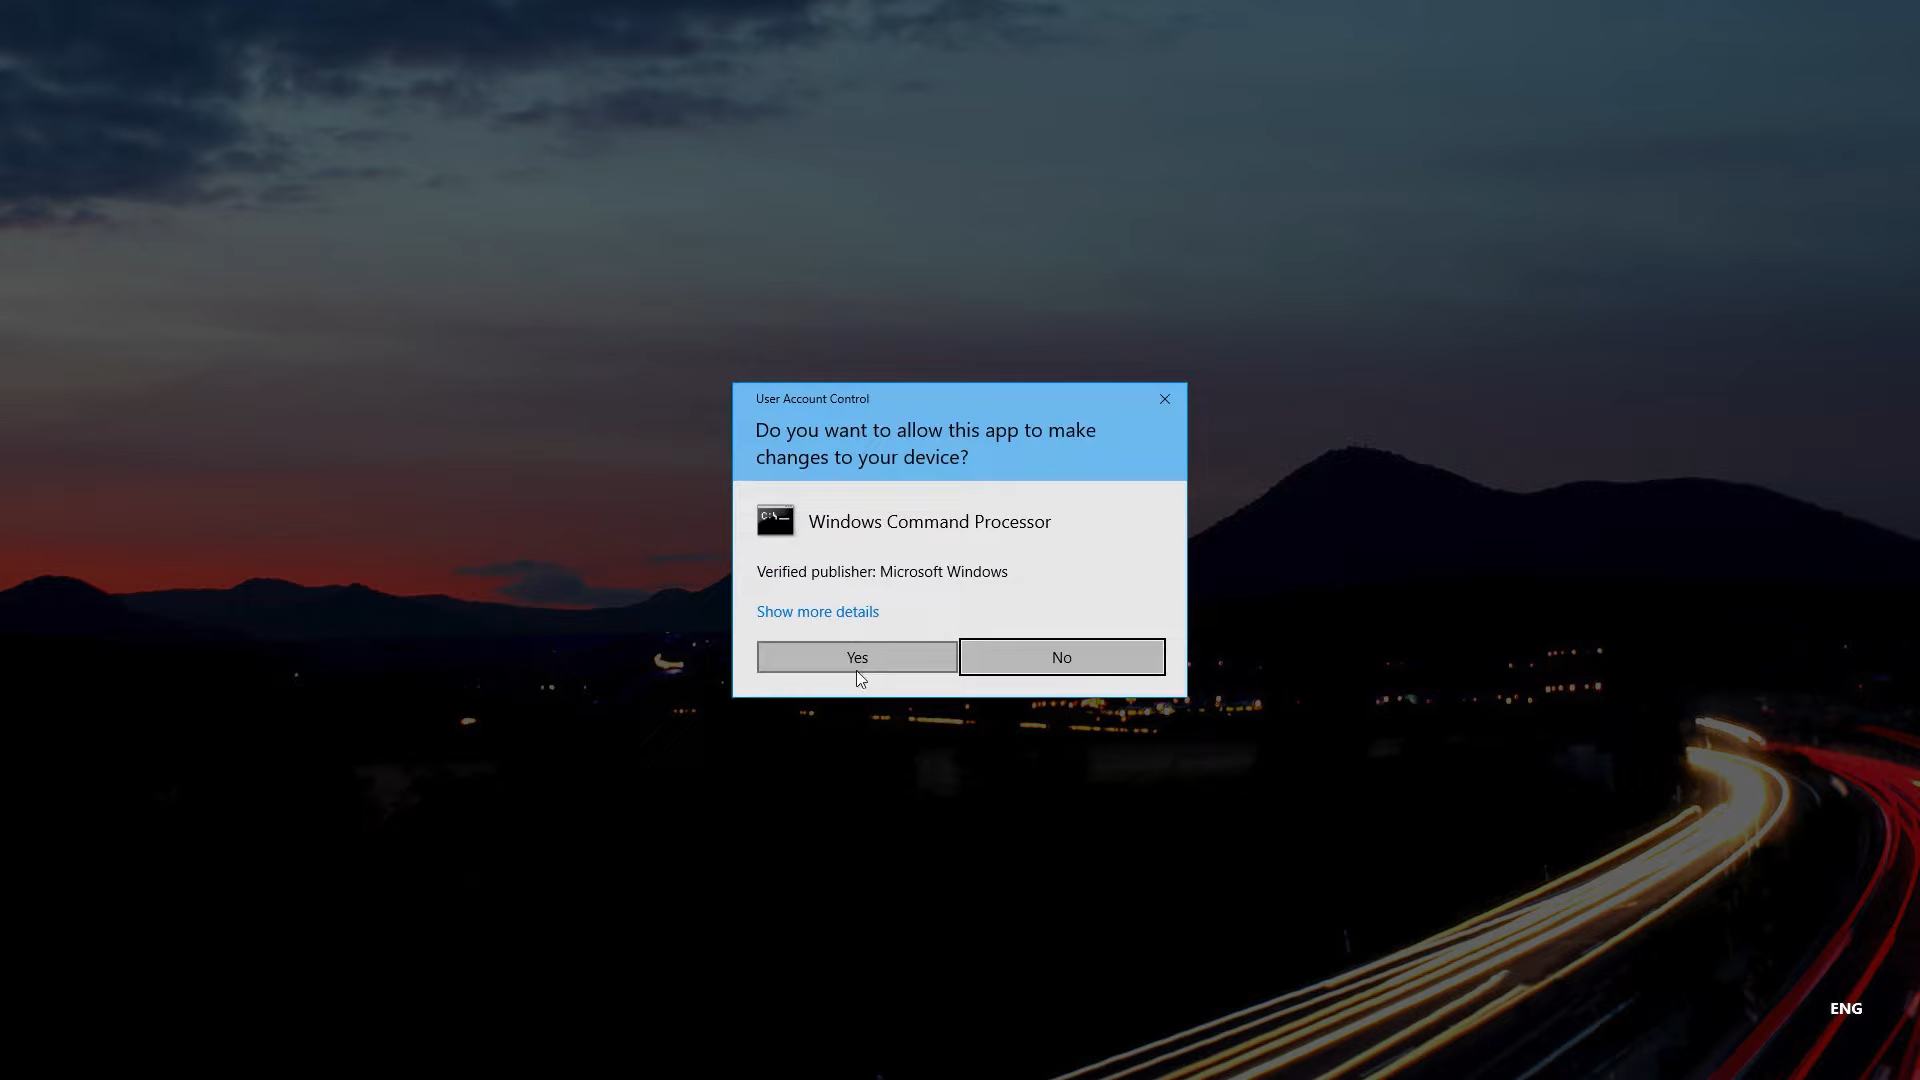 User Account Control
Do you want to allow this app to make
changes to your device?
C:\_
Windows Command Processor
Verified publisher: Microsoft Windows
Show more details
Yes
No
ENG